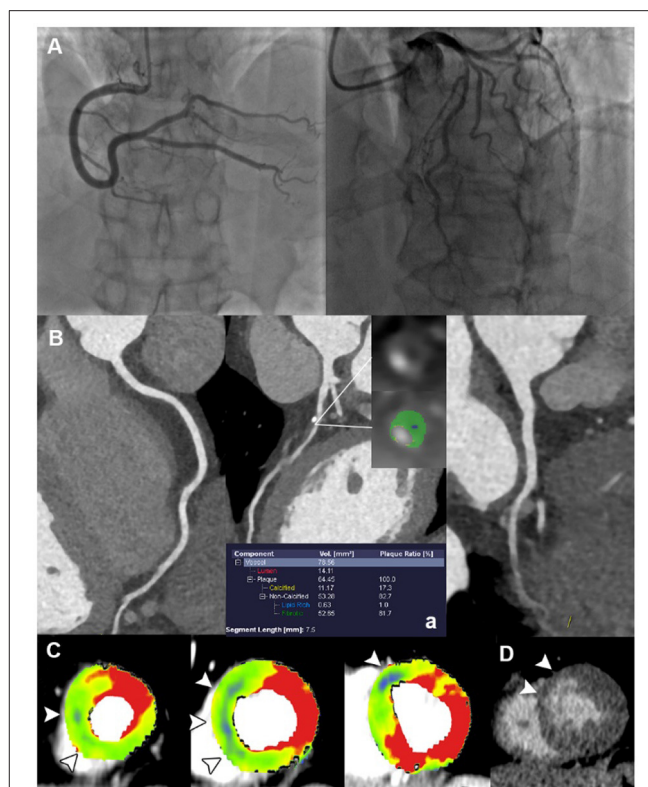 A
B
Component Vol. [mm³] Plaque Ratio [%]
Vessel 78.56
Lumen 14.11
Plaque 64.45 100.0
Calcified 11.17 17.3
Non-Calcified 53.28 82.7
Lipid Rich 0.63 1.0
Fibrotic 52.65 81.7
Segment Length [mm]: 7.5
a
C
D